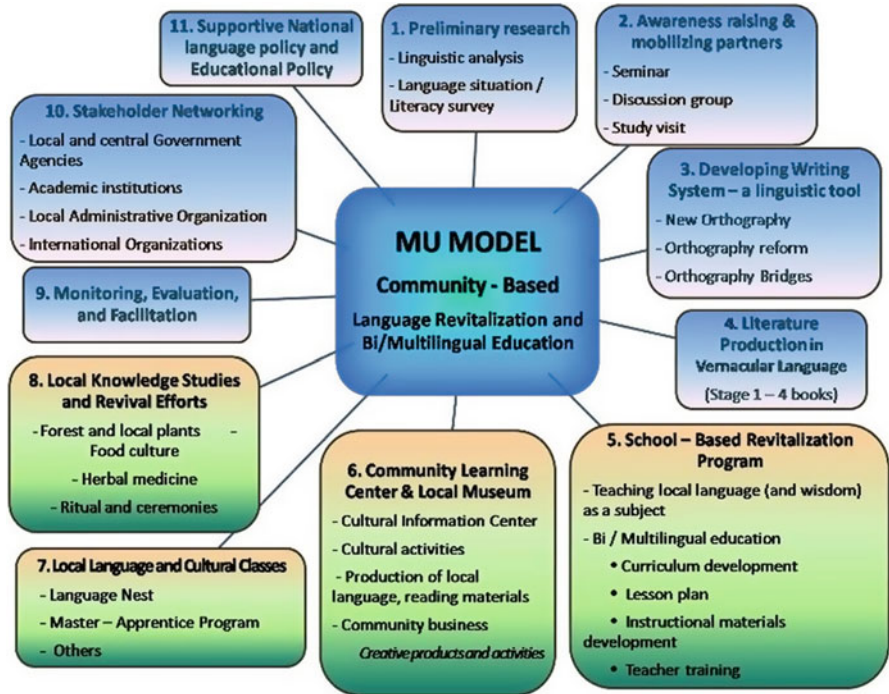 MU MODEL
Community - Based
Language Revitalization and
Bi/Multilingual Education
1. Preliminary research
- Linguistic analysis
- Language situation /
Literacy survey
2. Awareness raising &
mobilizing partners
- Seminar
- Discussion group
- Study visit
3. Developing Writing
System – a linguistic tool
- New Orthography
- Orthography reform
- Orthography Bridges
4. Literature
Production in
Vernacular Language
(Stage 1 – 4 books)
5. School – Based Revitalization
Program
- Teaching local language (and wisdom)
as a subject
- Bi / Multilingual education
• Curriculum development
• Lesson plan
• Instructional materials
development
• Teacher training
6. Community Learning
Center & Local Museum
- Cultural Information Center
- Cultural activities
- Production of local
language, reading materials
- Community business
Creative products and activities
7. Local Language and Cultural Classes
- Language Nest
- Master – Apprentice Program
- Others
8. Local Knowledge Studies
and Revival Efforts
- Forest and local plants -
Food culture
- Herbal medicine
- Ritual and ceremonies
9. Monitoring, Evaluation,
and Facilitation
10. Stakeholder Networking
- Local and central Government
Agencies
- Academic institutions
- Local Administrative Organization
- International Organizations
11. Supportive National
language policy and
Educational Policy